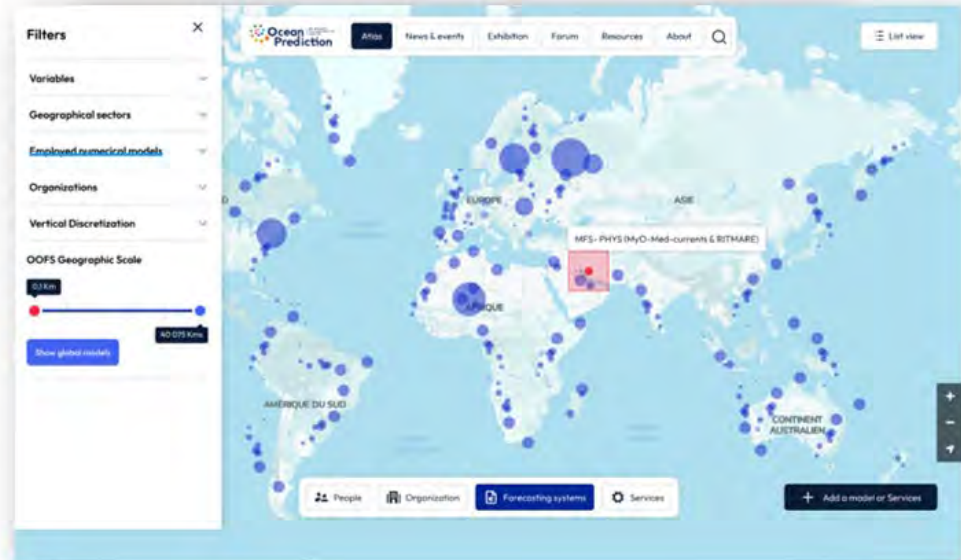 Filters
Variables
Geographical sectors
Employed numerical models
Organizations
Vertical Discretization
OOFS Geographic Scale
0,1 Km
40 075 Kms
Show global models
Ocean
Prediction
Atlas
News & events
Exhibition
Forum
Resources
About
List view
EUROPE
ASIE
MFS- PHYS (MyO-Med-currents & RITMARE)
AFRIQUE
AMÉRIQUE DU SUD
CONTINENT
AUSTRALIEN
People
Organization
Forecasting systems
Services
+ Add a model or Services